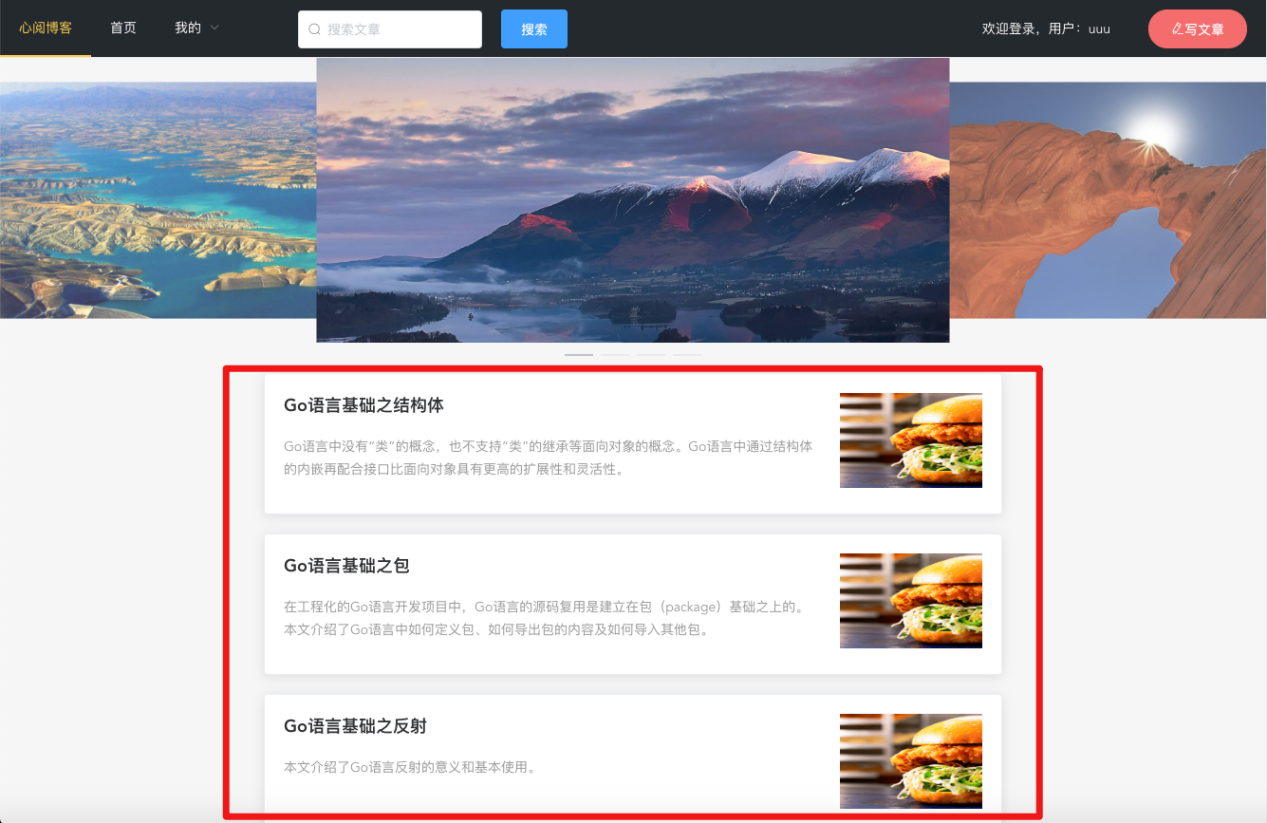 心阅博客 首页 我的 搜索文章 搜索 欢迎登录，用户：uuu 写文章
Go语言基础之结构体
Go语言中没有“类”的概念，也不支持“类”的继承等面向对象的概念。Go语言中通过结构体
的内嵌再配合接口比面向对象具有更高的扩展性和灵活性。
Go语言基础之包
在工程化的Go语言开发项目中，Go语言的源码复用是建立在包（package）基础之上的。
本文介绍了Go语言中如何定义包、如何导出包的内容及如何导入其他包。
Go语言基础之反射
本文介绍了Go语言反射的意义和基本使用。